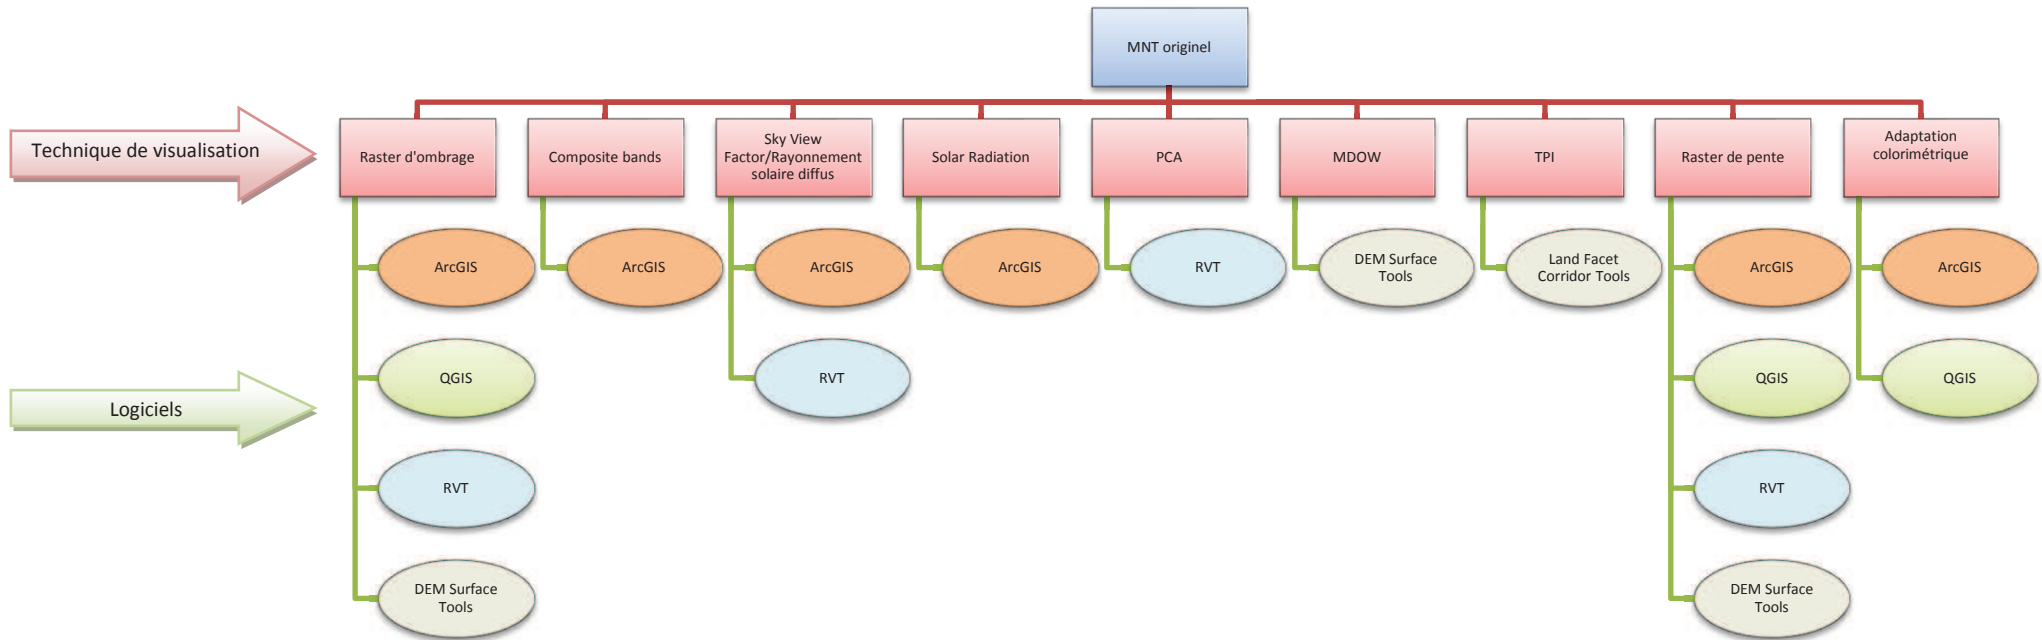 MNT originel
Technique de visualisation
Raster d'ombrage
Composite bands
Sky View
Factor/Rayonnement
solaire diffus
Solar Radiation
PCA
MDOW
TPI
Raster de pente
Adaptation
colorimétrique
ArcGIS
ArcGIS
ArcGIS
ArcGIS
RVT
DEM Surface
Tools
Land Facet
Corridor Tools
ArcGIS
ArcGIS
Logiciels
QGIS
RVT
QGIS
QGIS
RVT
RVT
DEM Surface
Tools
DEM Surface
Tools